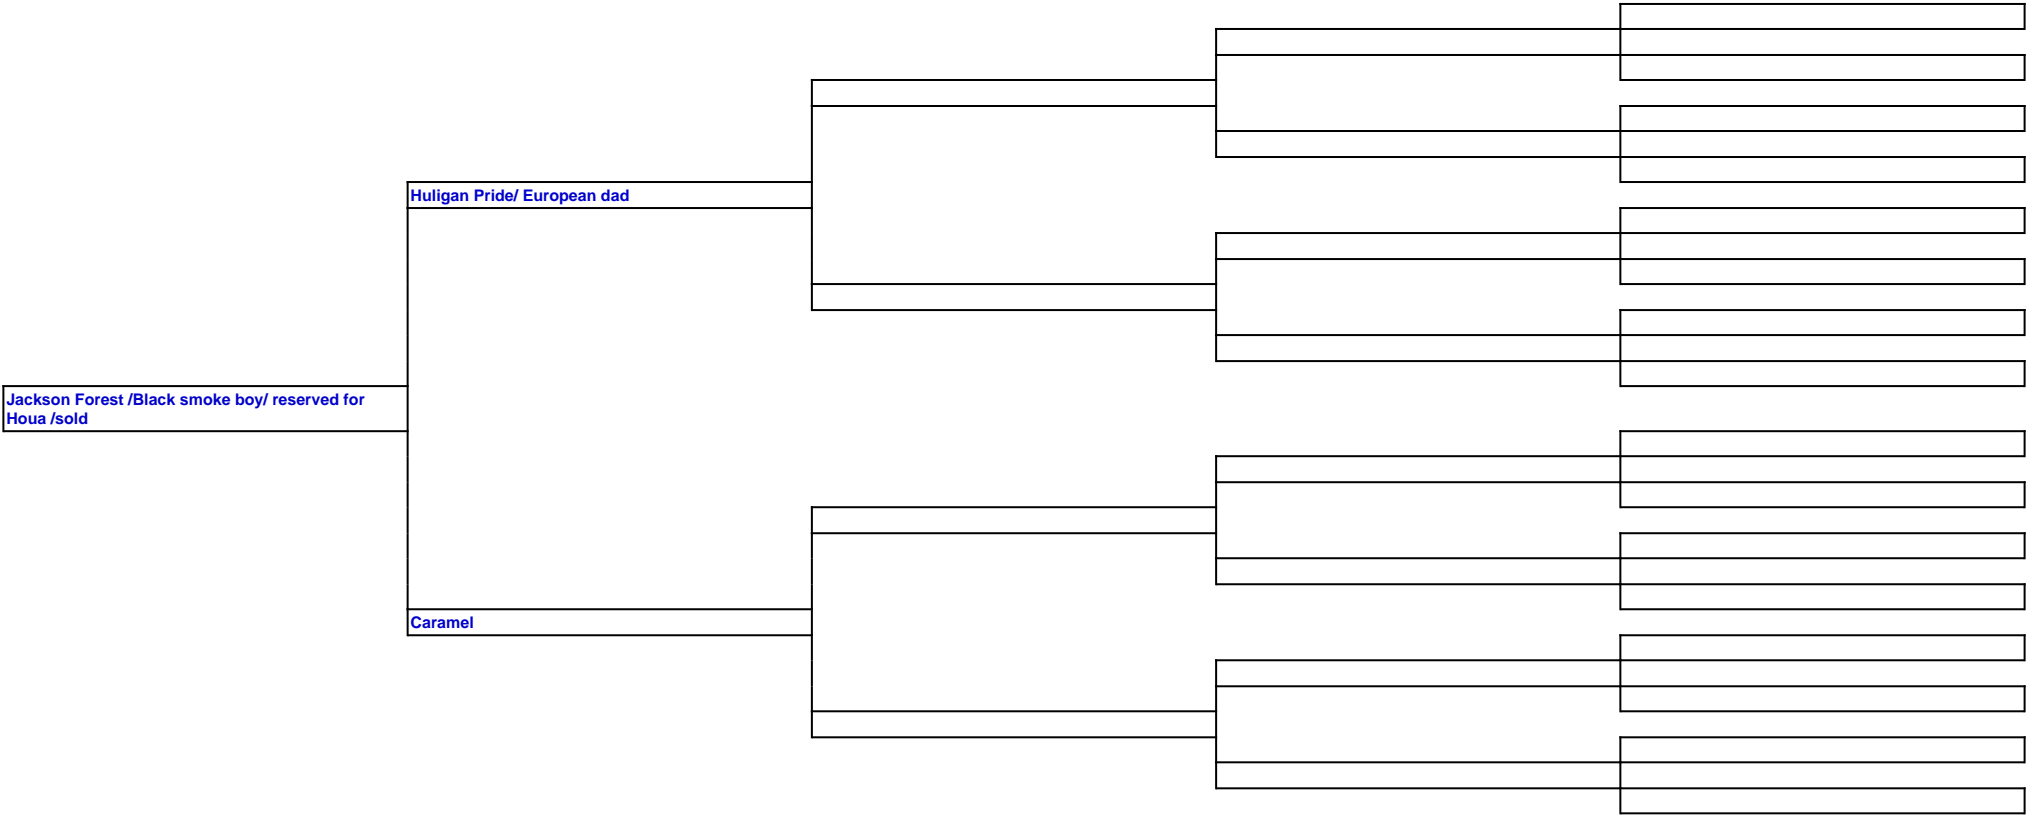 Huligan Pride/ European dad
Jackson Forest /Black smoke boy/ reserved for
Houa /sold
Caramel